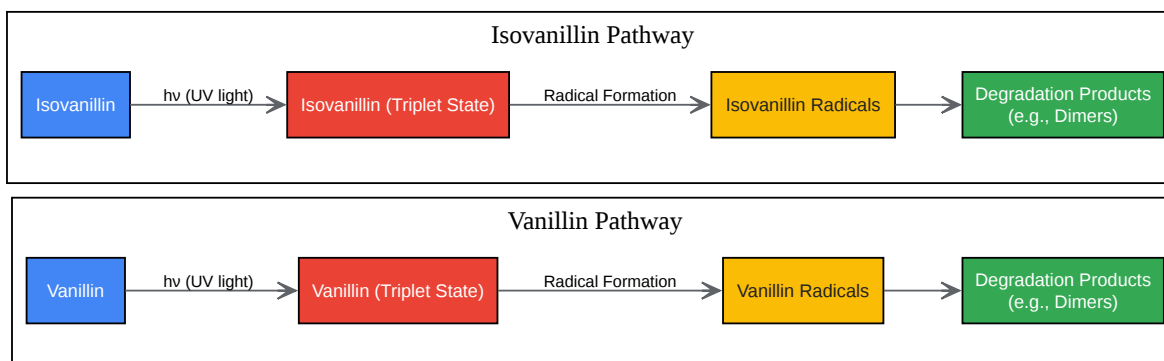 Isovanillin Pathway
Isovanillin
hν (UV light)
Isovanillin (Triplet State)
Radical Formation
Isovanillin Radicals
Degradation Products
(e.g., Dimers)
Vanillin Pathway
Vanillin
hν (UV light)
Vanillin (Triplet State)
Radical Formation
Vanillin Radicals
Degradation Products
(e.g., Dimers)